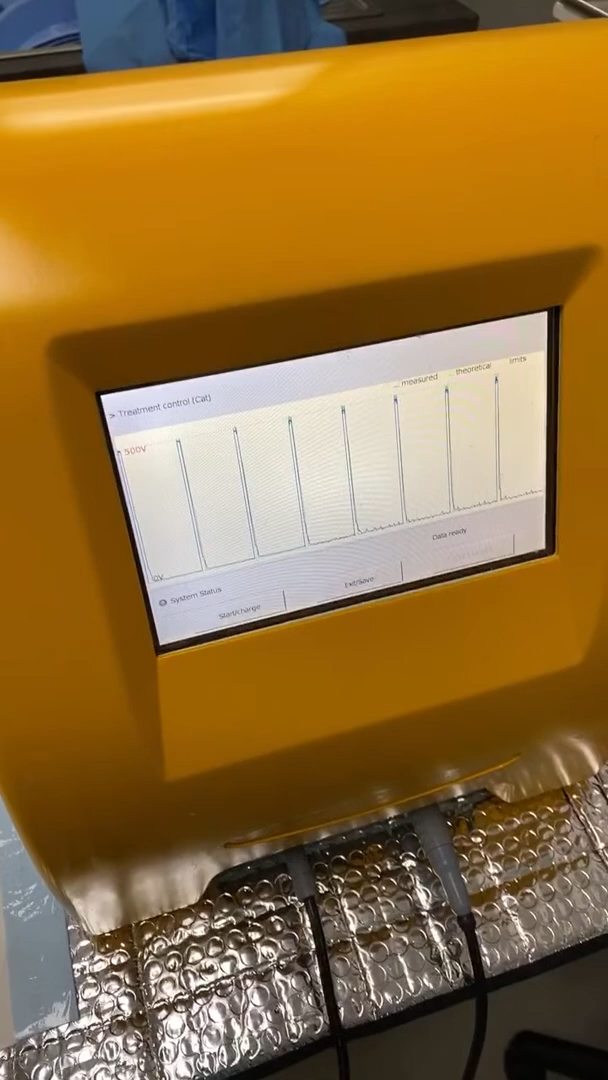 > Treatment control (Cat)
measured
theoretical
limits
500V
0V
Data ready
System Status
Start/charge
Exit/Save